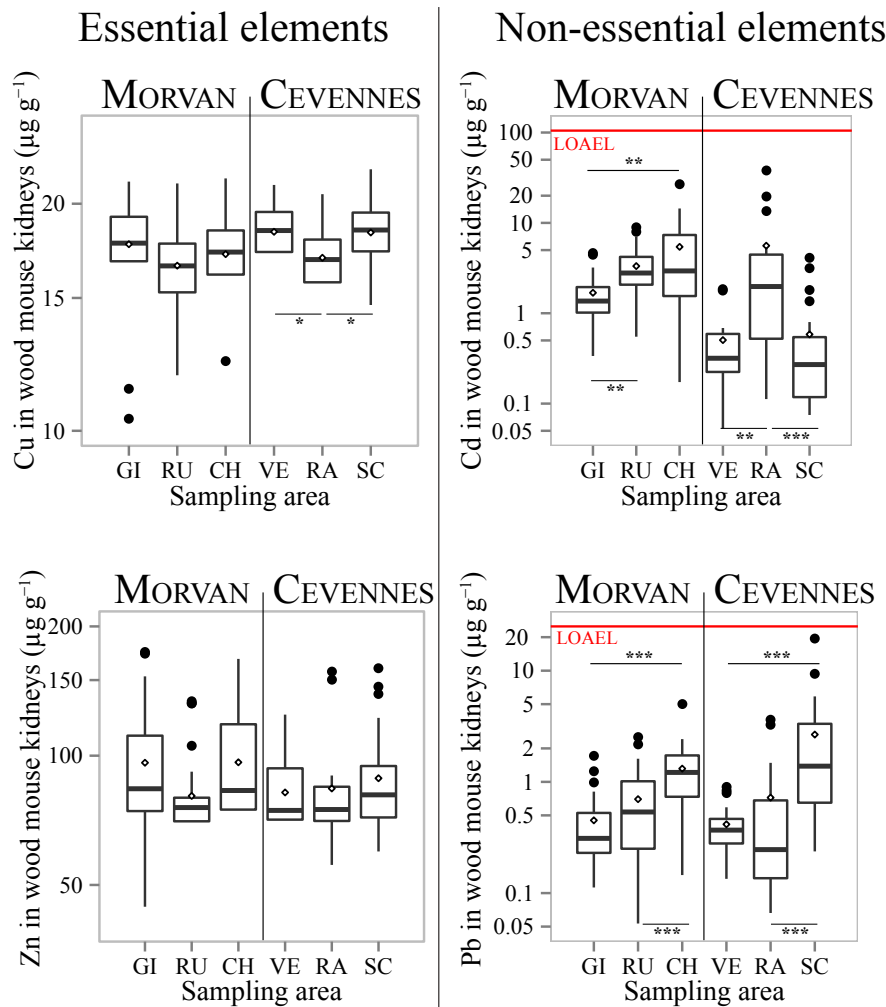 Essential elements
Non-essential elements
MORVAN CEVENNES
Cu in wood mouse kidneys (µg g⁻¹)
20
15
10
* *
GI RU CH VE RA SC
Sampling area
MORVAN CEVENNES
Cd in wood mouse kidneys (µg g⁻¹)
100
50
10
5
1
0.5
0.1
0.05
LOAEL
**
**
** ***
GI RU CH VE RA SC
Sampling area
MORVAN CEVENNES
Zn in wood mouse kidneys (µg g⁻¹)
200
150
100
50
GI RU CH VE RA SC
Sampling area
MORVAN CEVENNES
Pb in wood mouse kidneys (µg g⁻¹)
20
10
2
1
0.5
0.1
0.05
LOAEL
*** ***
*** ***
GI RU CH VE RA SC
Sampling area